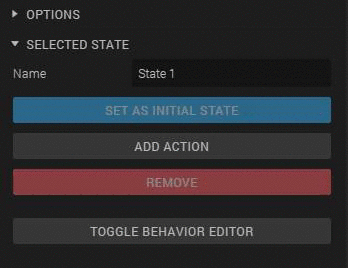 OPTIONS
SELECTED STATE
Name State 1
SET AS INITIAL STATE
ADD ACTION
REMOVE
TOGGLE BEHAVIOR EDITOR